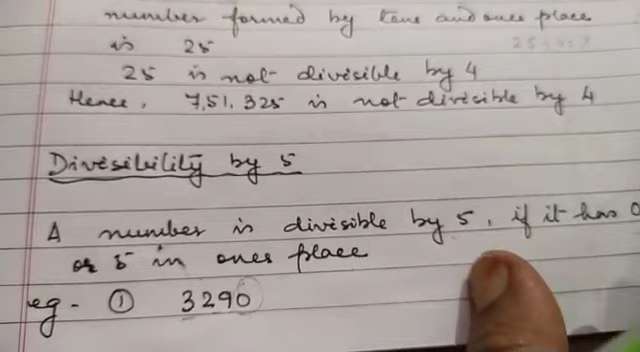 number formed by tens and ones place
is 25
25 is not divisible by 4
Hence, 7,51,325 is not divisible by 4
Divisibility by 5
A number is divisible by 5, if it has 0
or 5 in ones place
eg - ① 3290